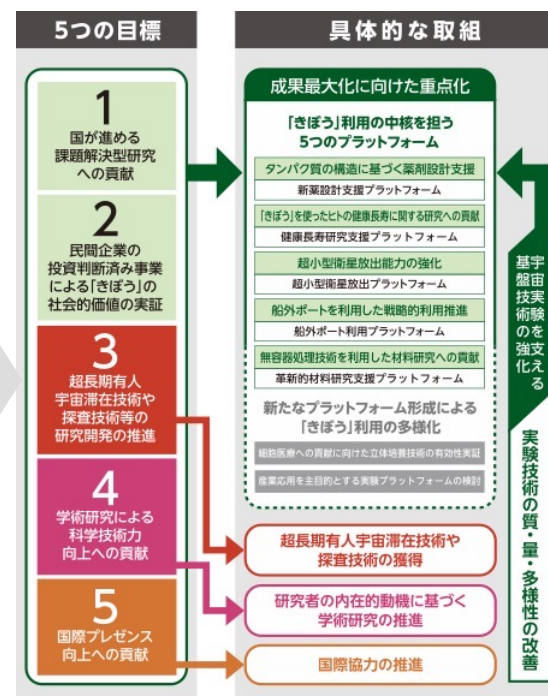 5つの目標
1
国が進める
課題解決型研究
への貢献
2
民間企業の
投資判断済み事業
による「きぼう」の
社会的価値の実証
3
超長期有人
宇宙滞在技術や
探査技術等の
研究開発の推進
4
学術研究による
科学技術力
向上への貢献
5
国際プレゼンス
向上への貢献
具体的な取組
成果最大化に向けた重点化
「きぼう」利用の中核を担う
5つのプラットフォーム
タンパク質の構造に基づく薬剤設計支援
新薬設計支援プラットフォーム
「きぼう」を使ったヒトの健康長寿に関する研究への貢献
健康長寿研究支援プラットフォーム
超小型衛星放出能力の強化
超小型衛星放出プラットフォーム
船外ポートを利用した戦略的利用推進
船外ポート利用プラットフォーム
無容器処理技術を利用した材料研究への貢献
革新的材料研究支援プラットフォーム
新たなプラットフォーム形成による
「きぼう」利用の多様化
細胞医療への貢献に向けた立体培養技術の有効性実証
産業応用を主目的とする実験プラットフォームの検討
超長期有人宇宙滞在技術や
探査技術の獲得
研究者の内在的動機に基づく
学術研究の推進
国際協力の推進
宇宙実験を支える
基盤技術の強化
実験技術の質・量・多様性の改善